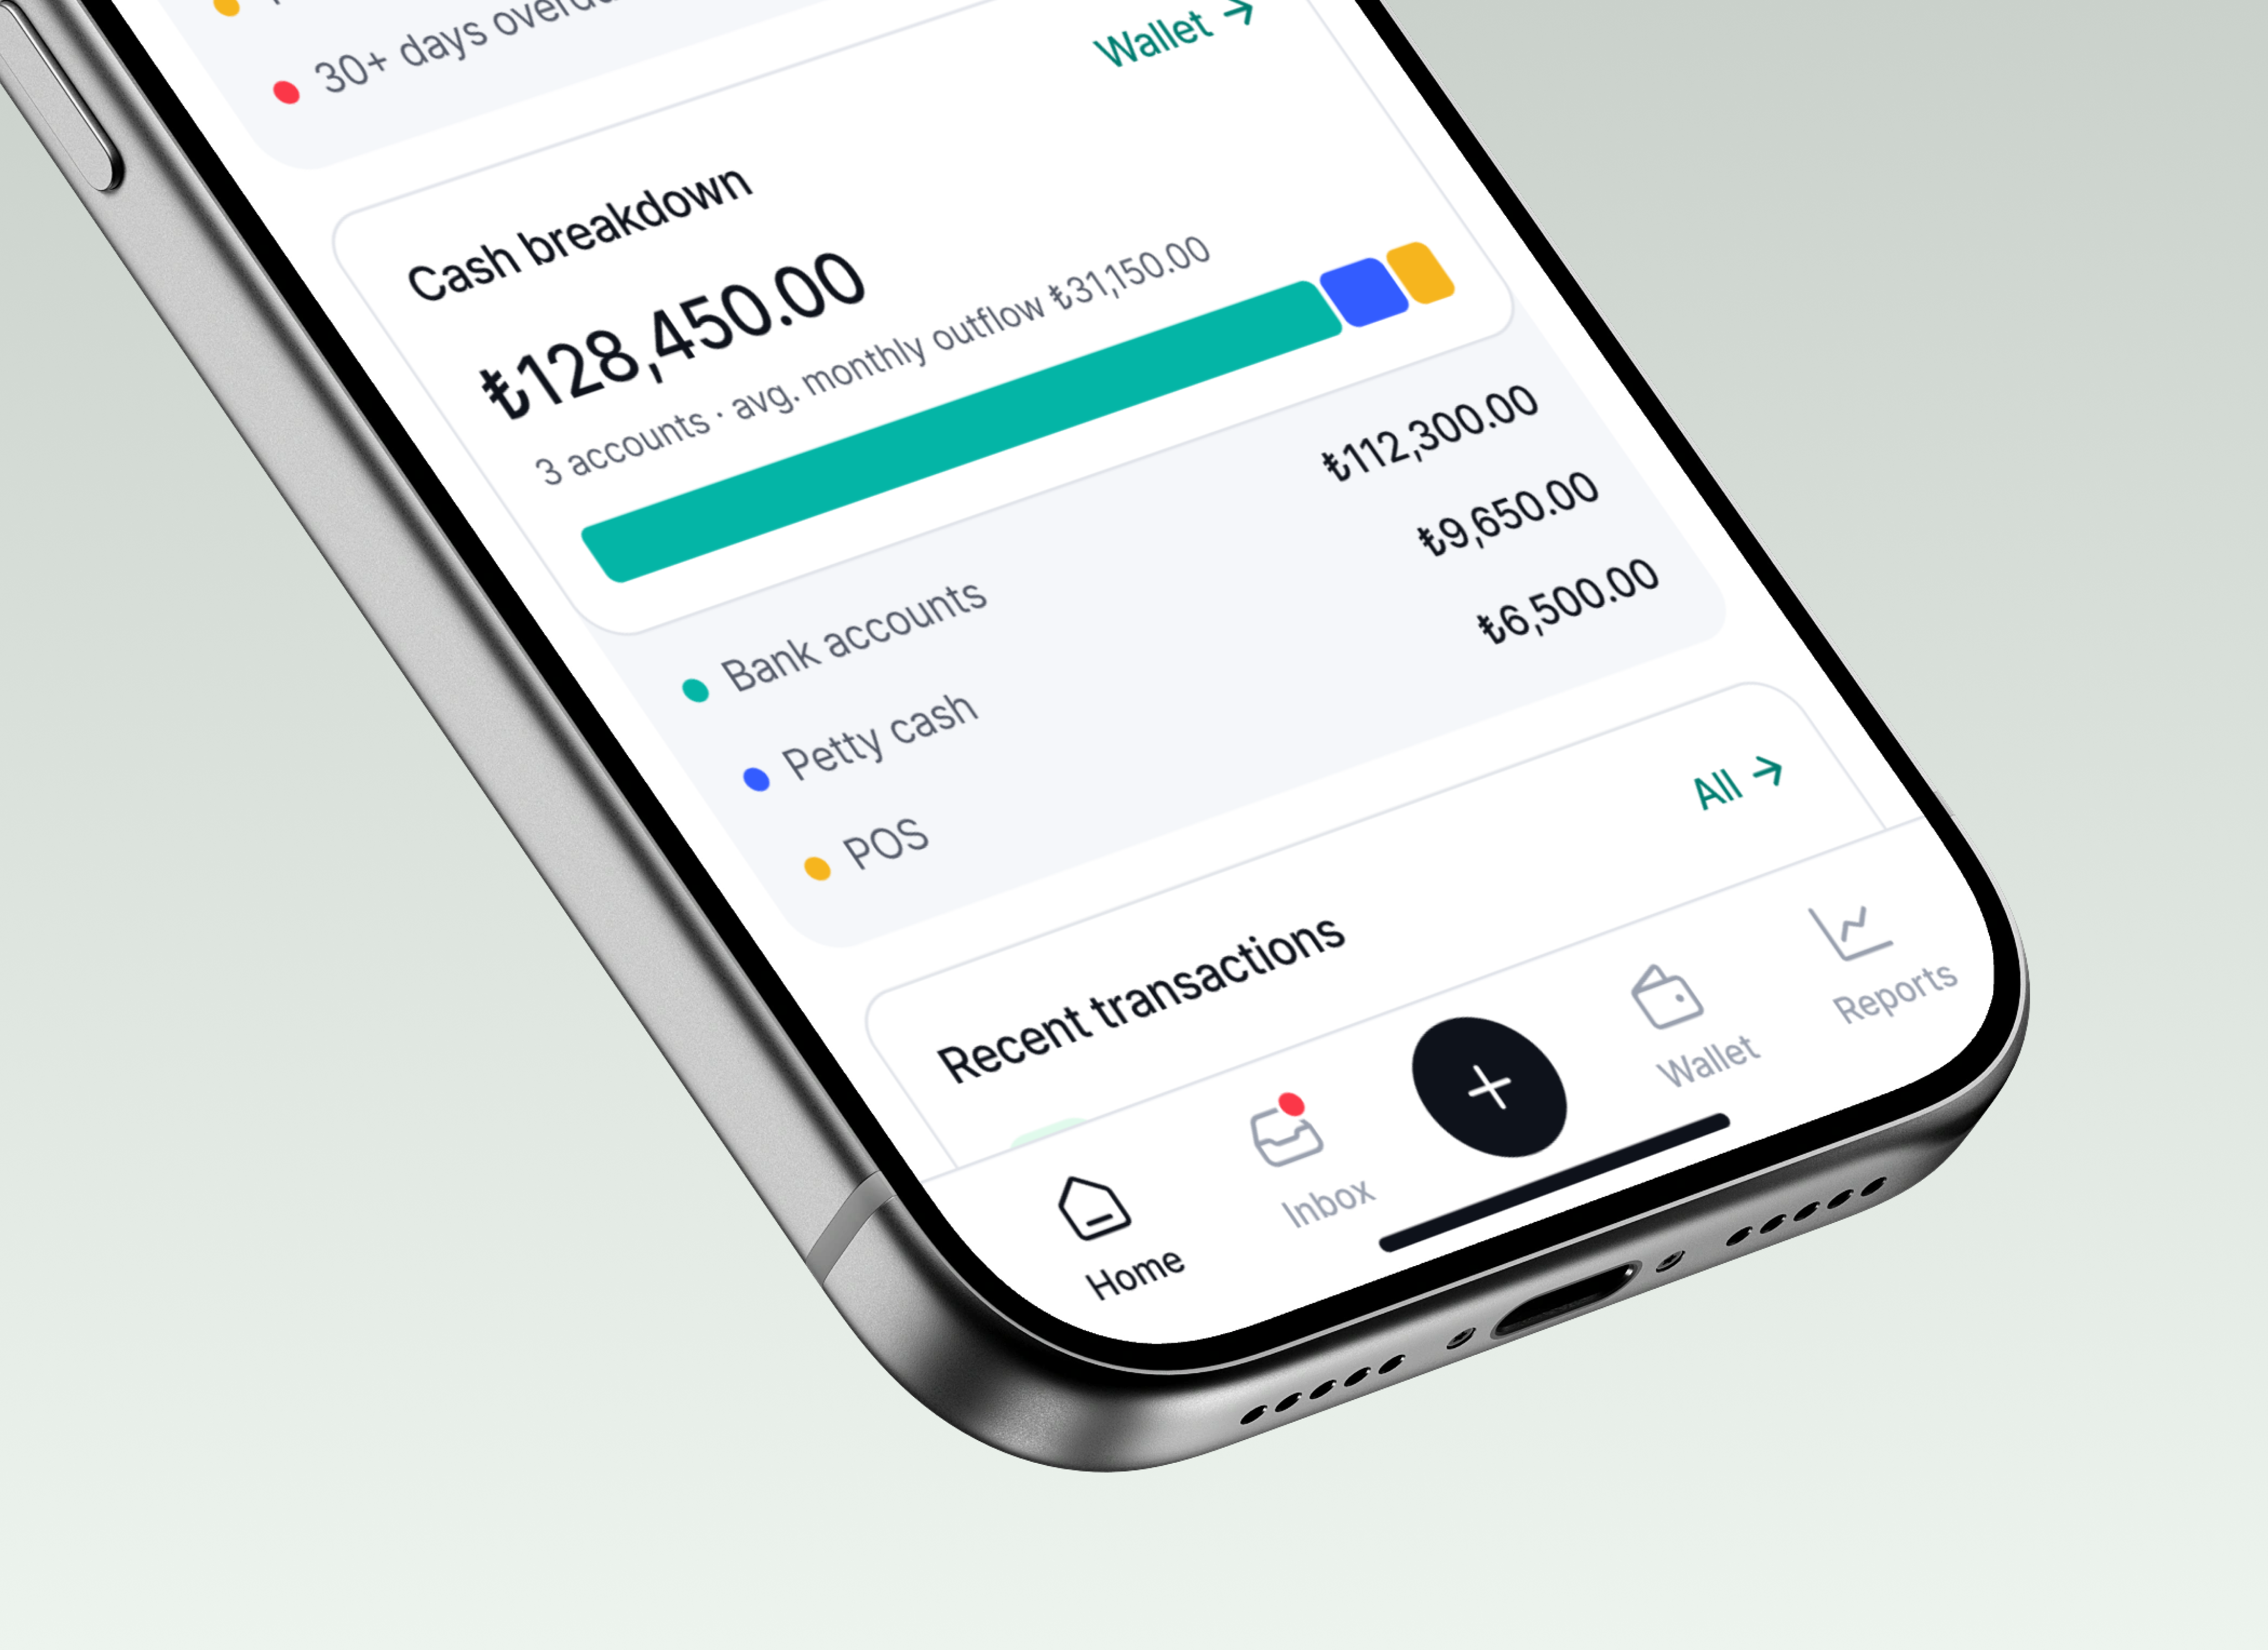 30+ days
Wallet →
Cash breakdown
₺128,450.00
3 accounts · avg. monthly outflow ₺31,150.00
Bank accounts ₺112,300.00
Petty cash ₺9,650.00
POS ₺6,500.00
Recent transactions All →
Home Inbox Wallet Reports